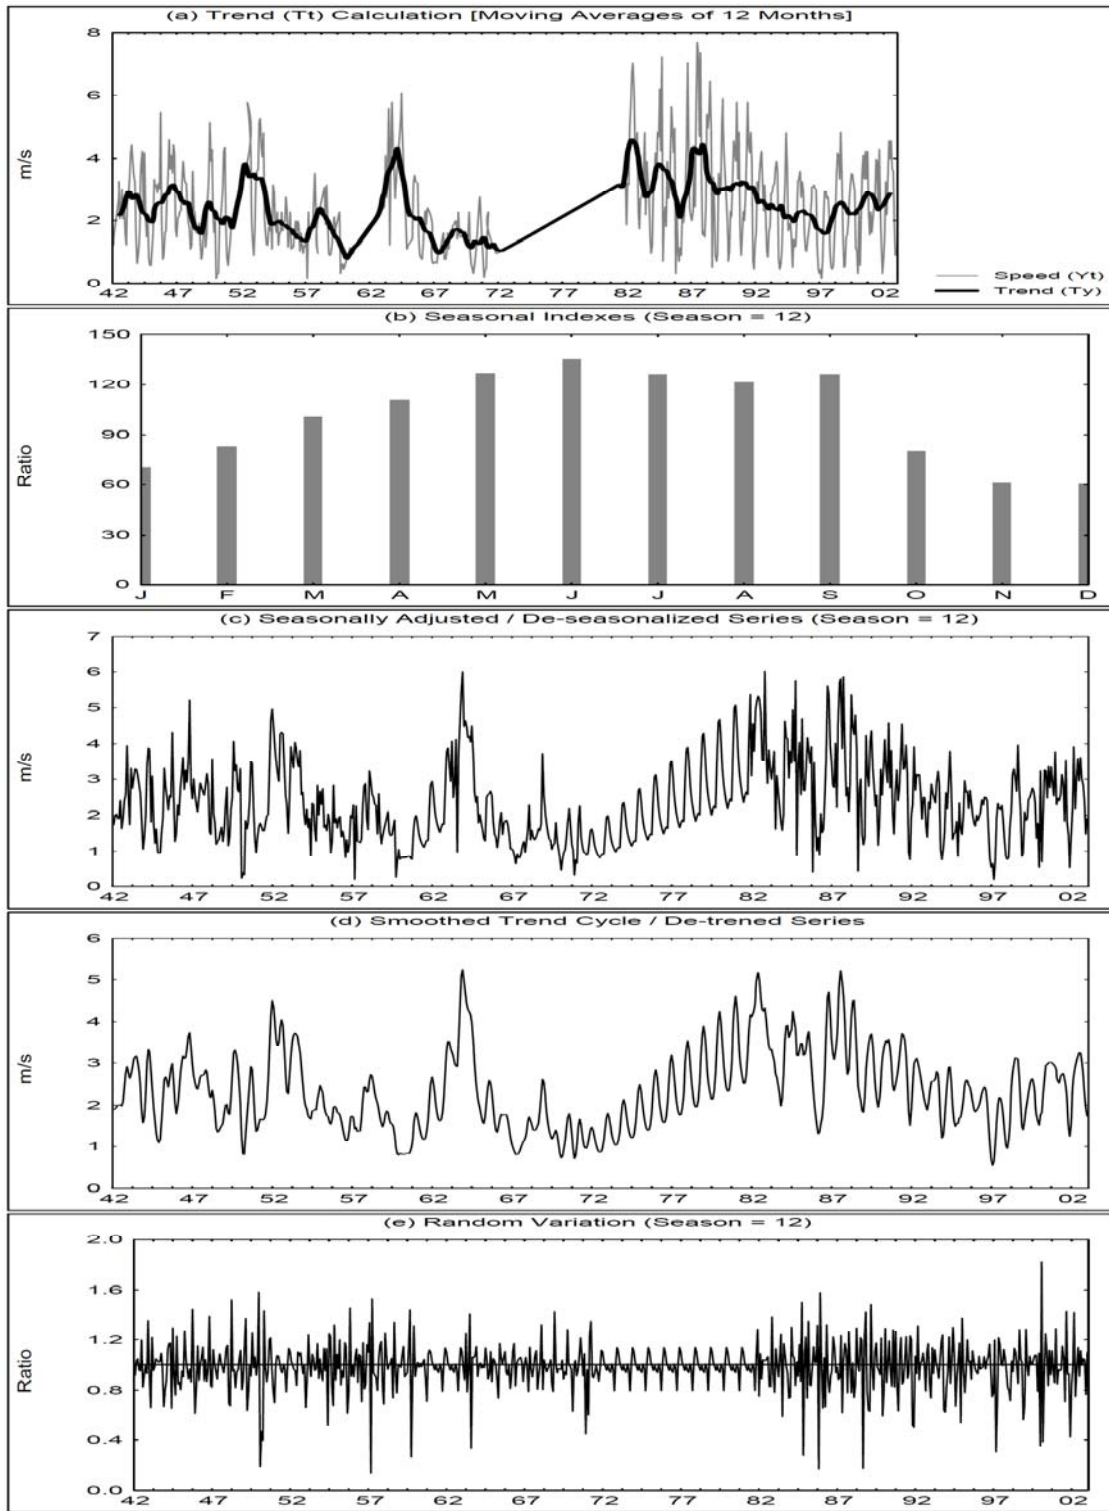 (a) Trend (Tt) Calculation [Moving Averages of 12 Months]
8
6
4
2
0
m/s
42 47 52 57 62 67 72 77 82 87 92 97 02
Speed (Yt)
Trend (Ty)
(b) Seasonal Indexes (Season = 12)
150
120
90
60
30
0
Ratio
J F M A M J J A S O N D
(c) Seasonally Adjusted / De-seasonalized Series (Season = 12)
7
6
5
4
3
2
1
0
m/s
42 47 52 57 62 67 72 77 82 87 92 97 02
(d) Smoothed Trend Cycle / De-trened Series
6
5
4
3
2
1
0
m/s
42 47 52 57 62 67 72 77 82 87 92 97 02
(e) Random Variation (Season = 12)
2.0
1.6
1.2
0.8
0.4
0.0
Ratio
42 47 52 57 62 67 72 77 82 87 92 97 02